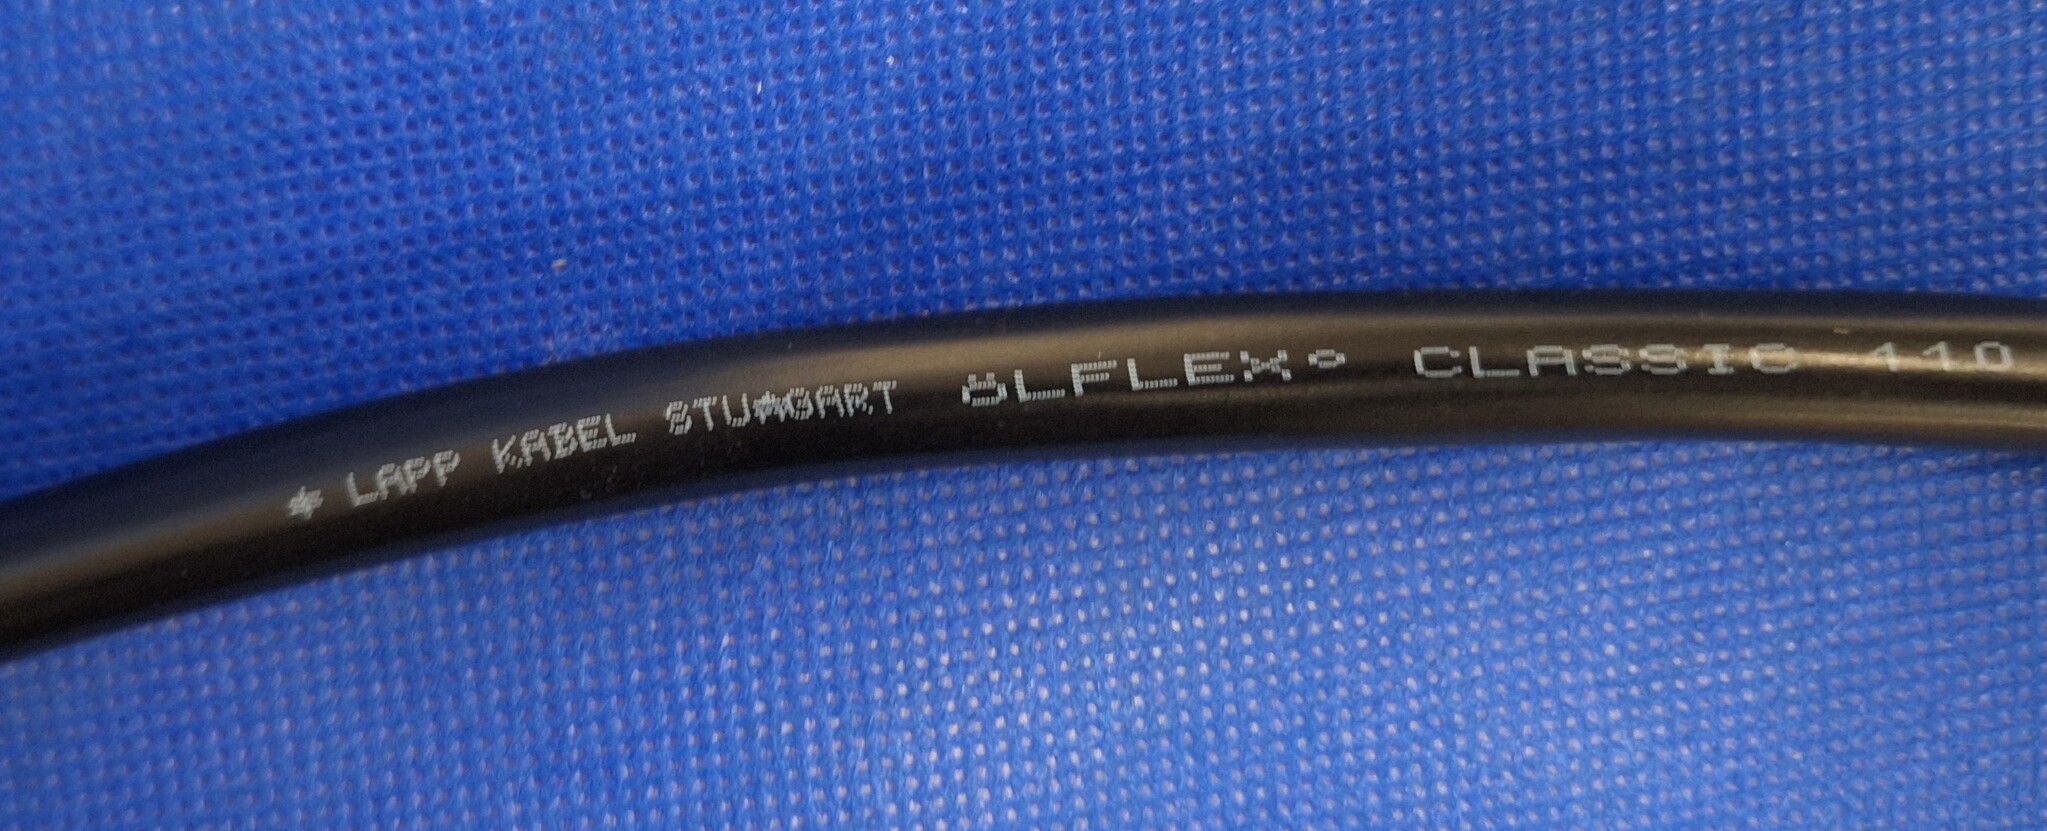 * LAPP KABEL STUTTGART ÖLFLEX® CLASSIC 110